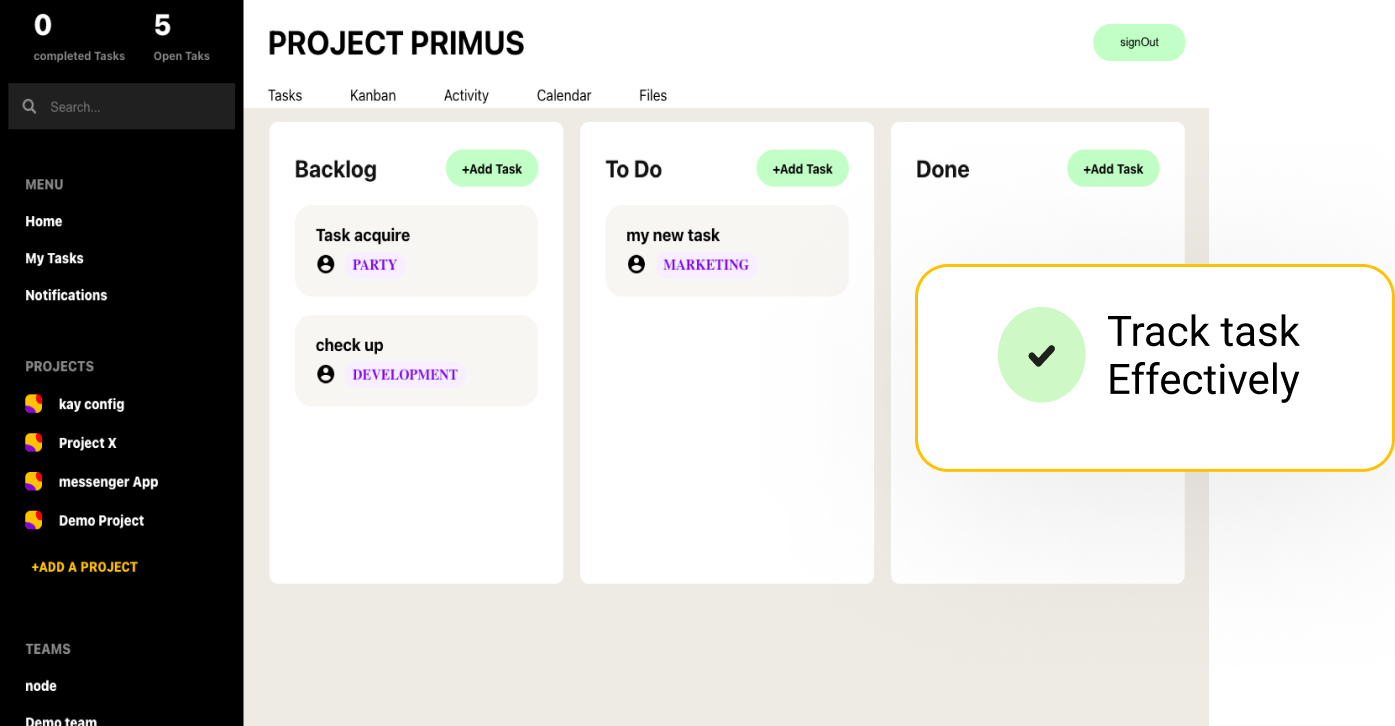 0
5
completed Tasks
Open Taks
Search...
MENU
Home
My Tasks
Notifications
PROJECTS
kay config
Project X
messenger App
Demo Project
+ADD A PROJECT
TEAMS
node
Demo team
PROJECT PRIMUS
signOut
Tasks
Kanban
Activity
Calendar
Files
Backlog
+Add Task
Task acquire
PARTY
check up
DEVELOPMENT
To Do
+Add Task
my new task
MARKETING
Done
+Add Task
Track task
Effectively